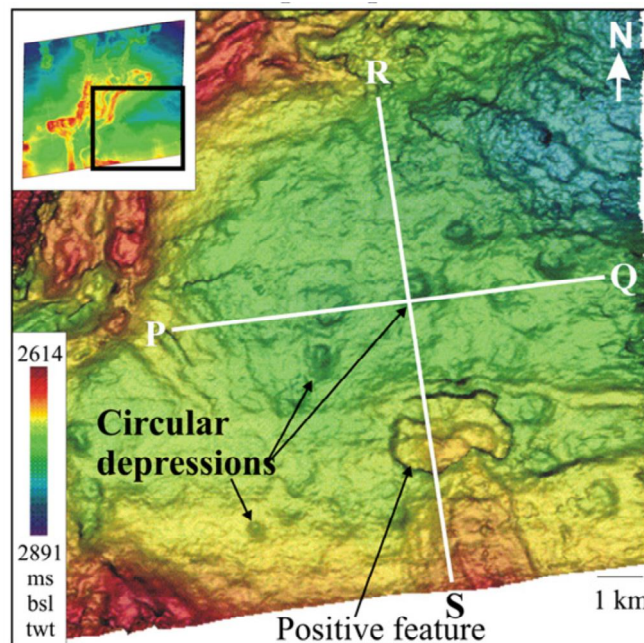 R
N
P
Q
2614
2891
ms
bsl
twt
Circular
depressions
S
1 km
Positive feature